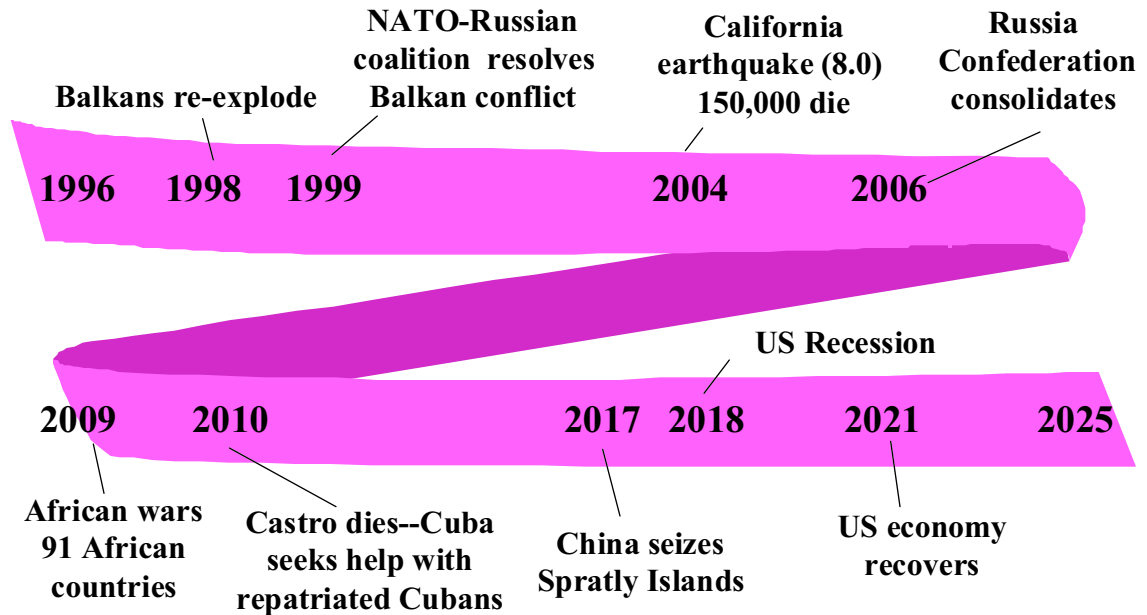 Balkans re-explode
NATO-Russian
coalition resolves
Balkan conflict
California
earthquake (8.0)
150,000 die
Russia
Confederation
consolidates
1996
1998
1999
2004
2006
US Recession
2009
2010
2017
2018
2021
2025
African wars
91 African
countries
Castro dies--Cuba
seeks help with
repatriated Cubans
China seizes
Spratly Islands
US economy
recovers